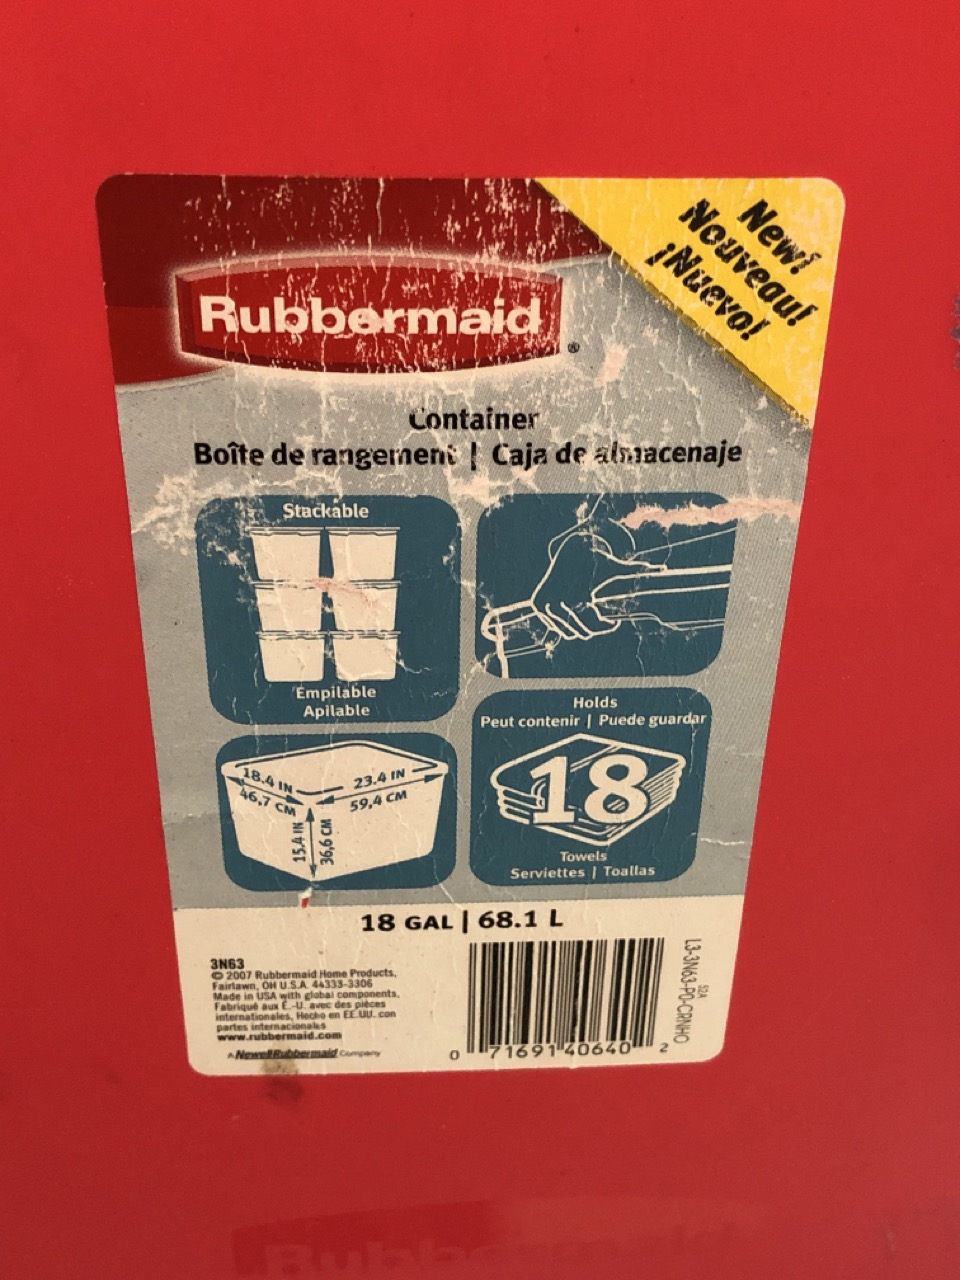 New!
Nouveau!
¡Nuevo!
Rubbermaid®
Container
Boîte de rangement | Caja de almacenaje
Stackable
Empilable
Apilable
18.4 IN
46,7 CM
23.4 IN
59,4 CM
15.4 IN
36,6 CM
Holds
Peut contenir | Puede guardar
18
Towels
Serviettes | Toallas
18 GAL | 68.1 L
3N63
© 2007 Rubbermaid Home Products,
Fairlawn, OH U.S.A. 44333-3306
Made in USA with global components.
Fabriqué aux É.-U. avec des pièces
internationales. Hecho en EE.UU. con
partes internacionales
www.rubbermaid.com
A NewellRubbermaid Company
0 71691 40640 2
L3-3N63-P0-CRNHO
52A
Rubbermaid